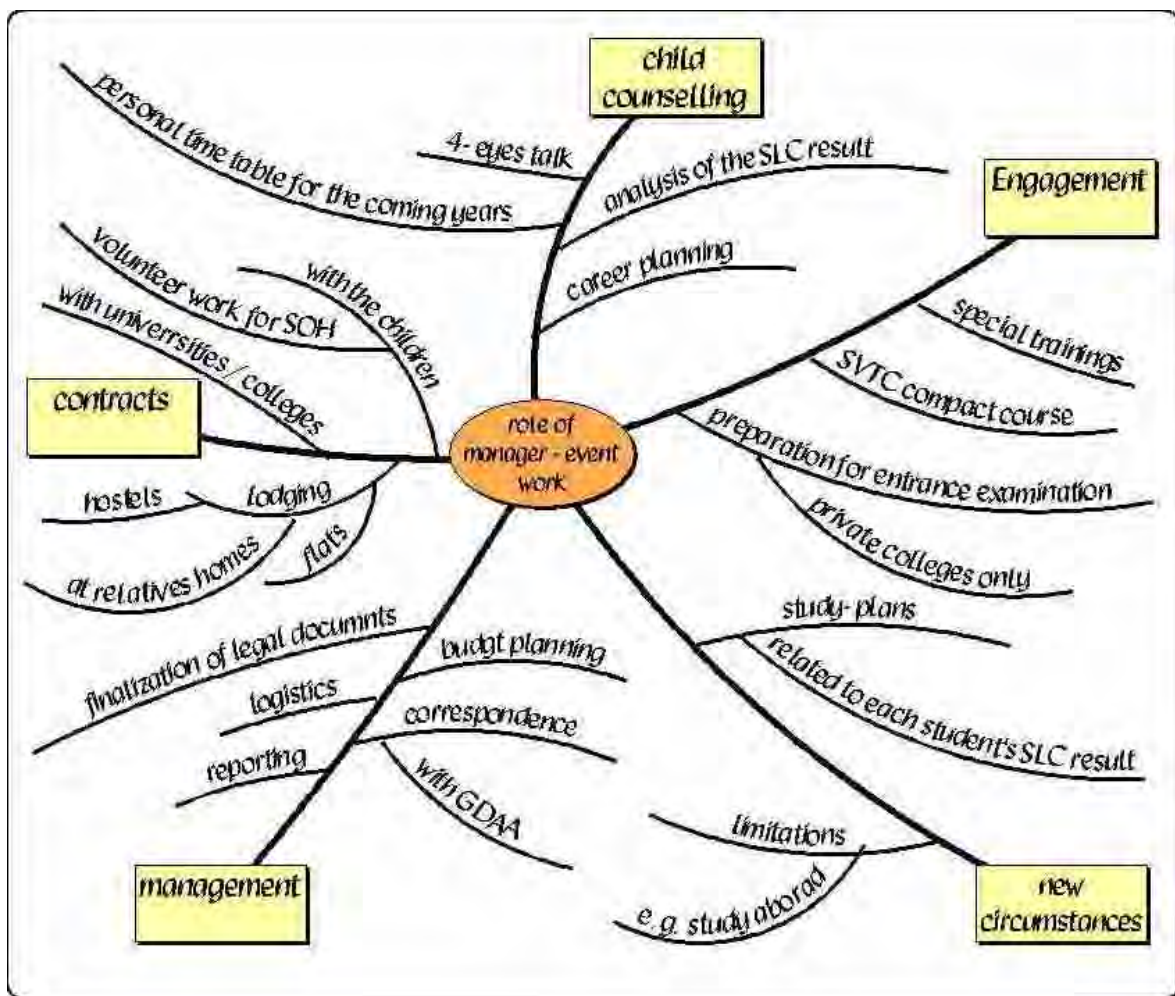 child
counselling
personal time table for the coming years
4- eyes talk
analysis of the SLC result
career planning
Engagement
special trainings
SVTC compact course
preparation for entrance examination
private colleges only
with the children
volunteer work for SOH
with univerrsities / colleges
contracts
hostels
lodging
at relatives homes
flats
role of
manager - event
work
finalization of legal documnts
logistics
reporting
budgt planning
correspondence
with GDAA
management
study- plans
related to each student's SLC result
limitations
e. g. study aborad
new
circumstances